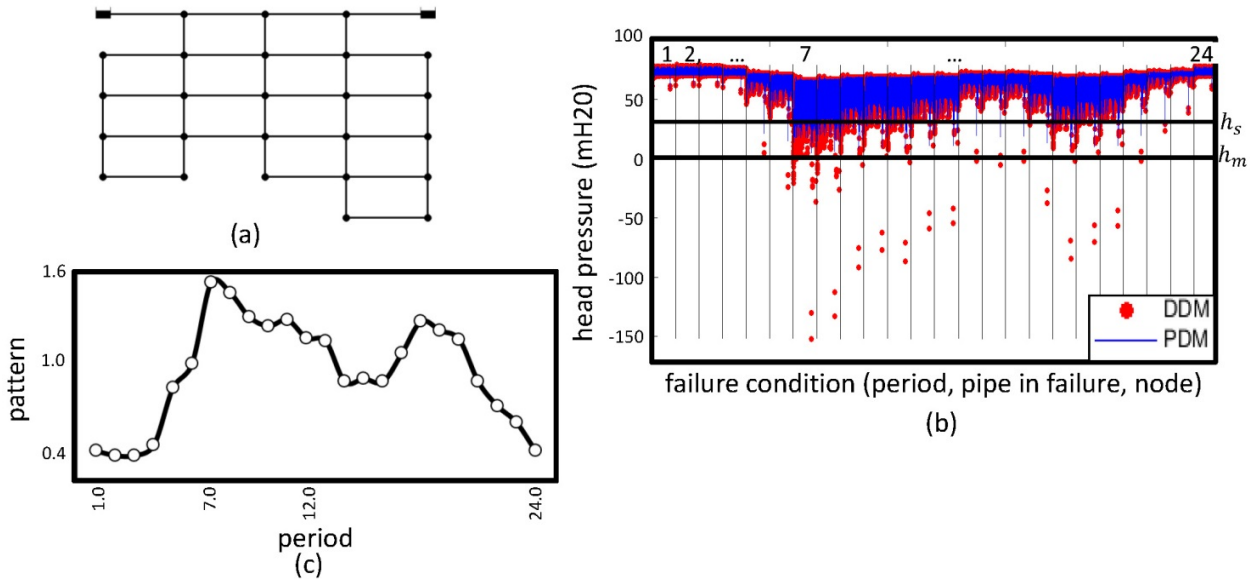 (a)
100
50
0
-50
-100
-150
head pressure (mH20)
1 2, ... 7 ... 24
h_s
h_m
DDM
PDM
failure condition (period, pipe in failure, node)
(b)
1.6
1.0
0.4
pattern
1.0
7.0
12.0
24.0
period
(c)